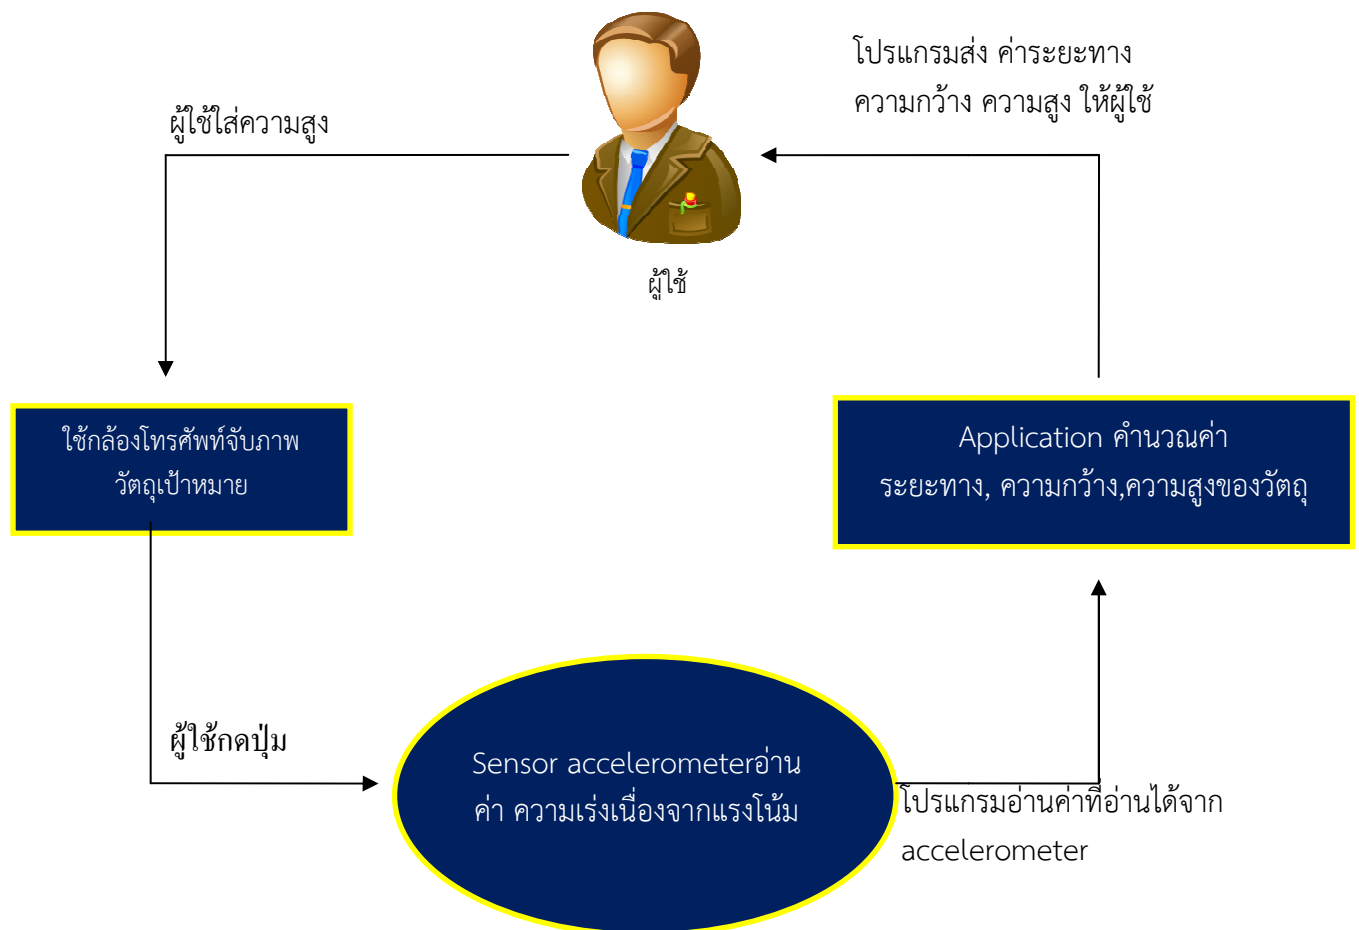 โปรแกรมส่ง ค่าระยะทาง
ความกว้าง ความสูง ให้ผู้ใช้
ผู้ใช้ใส่ความสูง
ผู้ใช้
ใช้กล้องโทรศัพท์จับภาพ
วัตถุเป้าหมาย
Application คำนวณค่า
ระยะทาง, ความกว้าง,ความสูงของวัตถุ
ผู้ใช้กดปุ่ม
Sensor accelerometerอ่าน
ค่า ความเร่งเนื่องจากแรงโน้ม
โปรแกรมอ่านค่าที่อ่านได้จาก
accelerometer